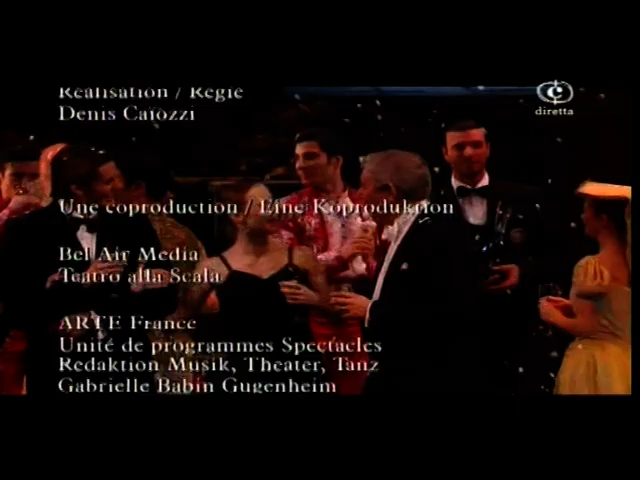 Réalisation / Regie
Denis Caiozzi
diretta
Une coproduction / Eine Koproduktion
Bel Air Media
Teatro alla Scala
ARTE France
Unité de programmes Spectacles
Redaktion Musik, Theater, Tanz
Gabrielle Babin Gugenheim